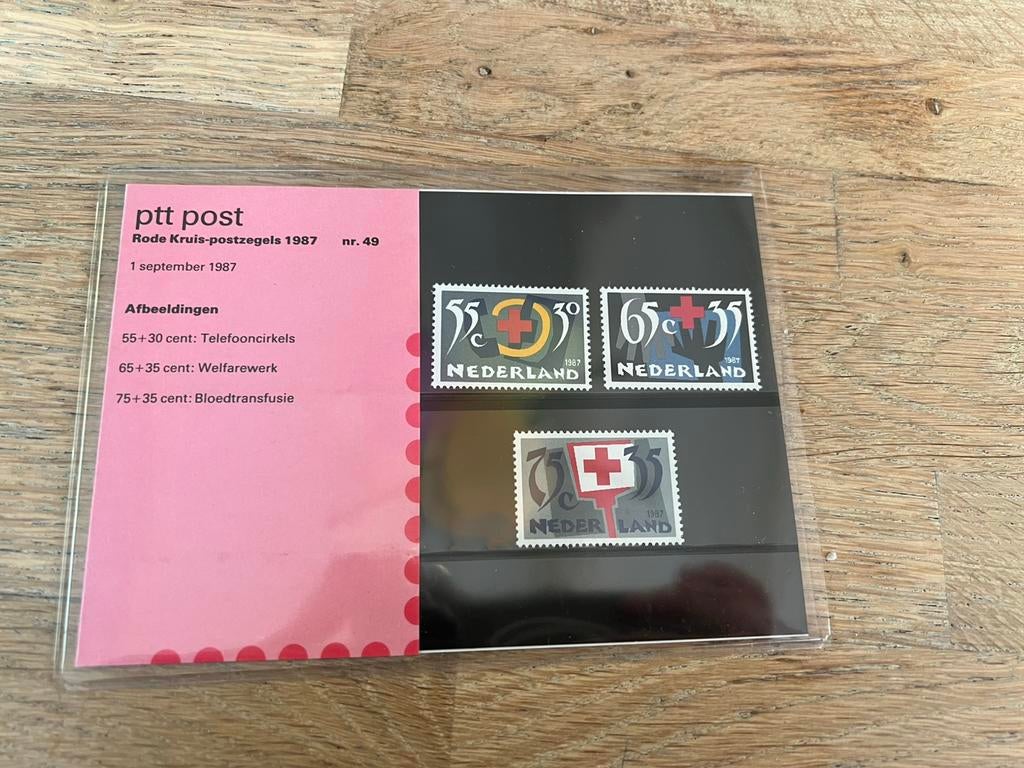 ptt post
Rode Kruis-postzegels 1987 nr. 49
1 september 1987
Afbeeldingen
55+30 cent: Telefooncirkels
65+35 cent: Welfarewerk
75+35 cent: Bloedtransfusie
55c 30
1987
NEDERLAND
65c 35
1987
NEDERLAND
75c 35
1987
NEDERLAND